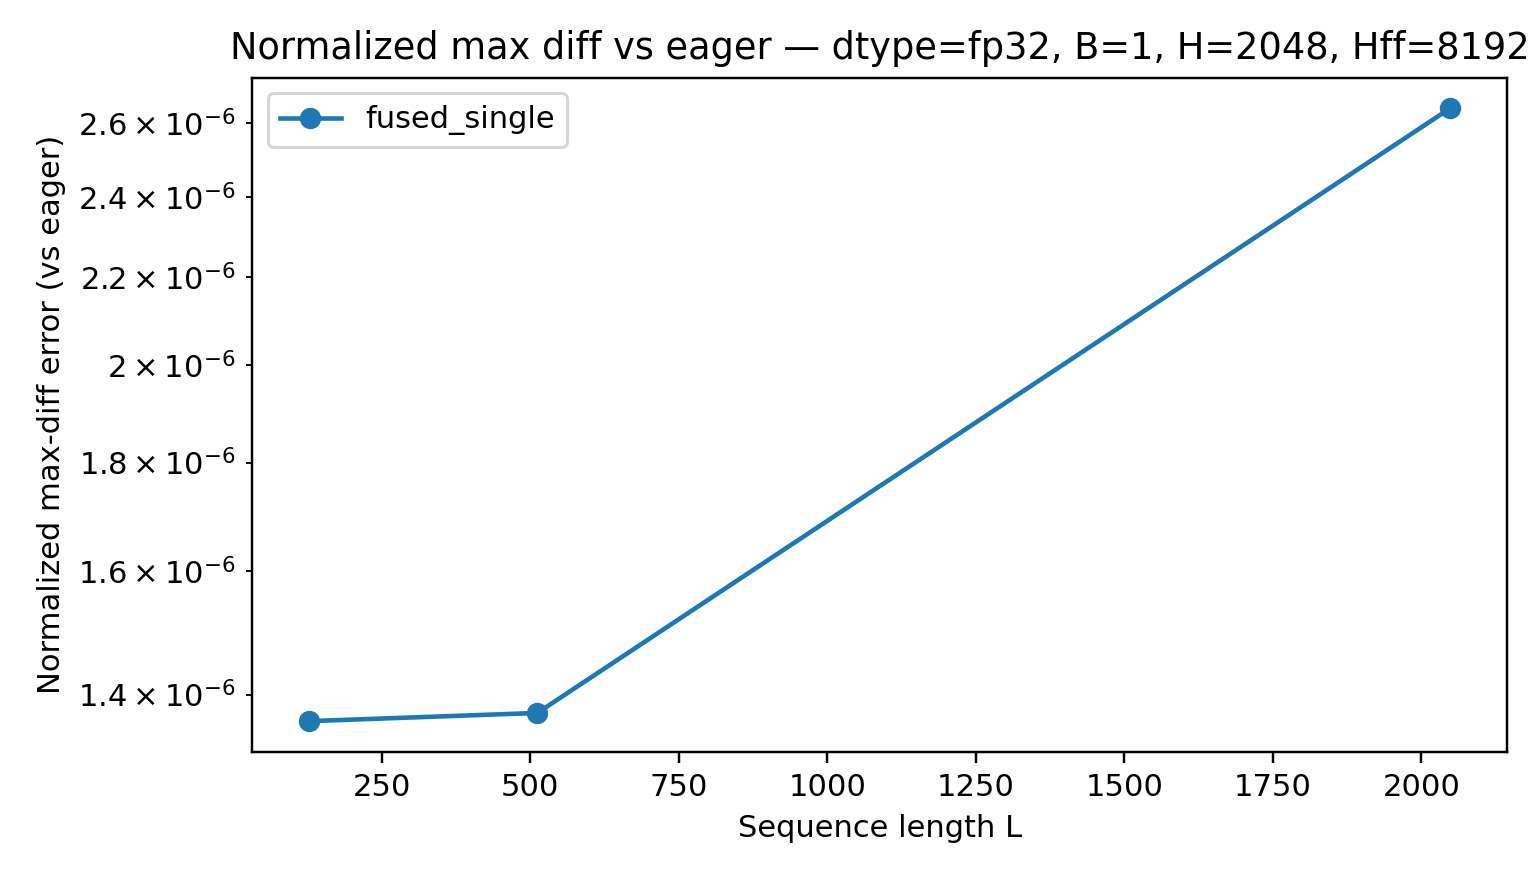 Normalized max diff vs eager — dtype=fp32, B=1, H=2048, Hff=8192
fused_single
Normalized max-diff error (vs eager)
2.6 × 10⁻⁶
2.4 × 10⁻⁶
2.2 × 10⁻⁶
2 × 10⁻⁶
1.8 × 10⁻⁶
1.6 × 10⁻⁶
1.4 × 10⁻⁶
250 500 750 1000 1250 1500 1750 2000
Sequence length L